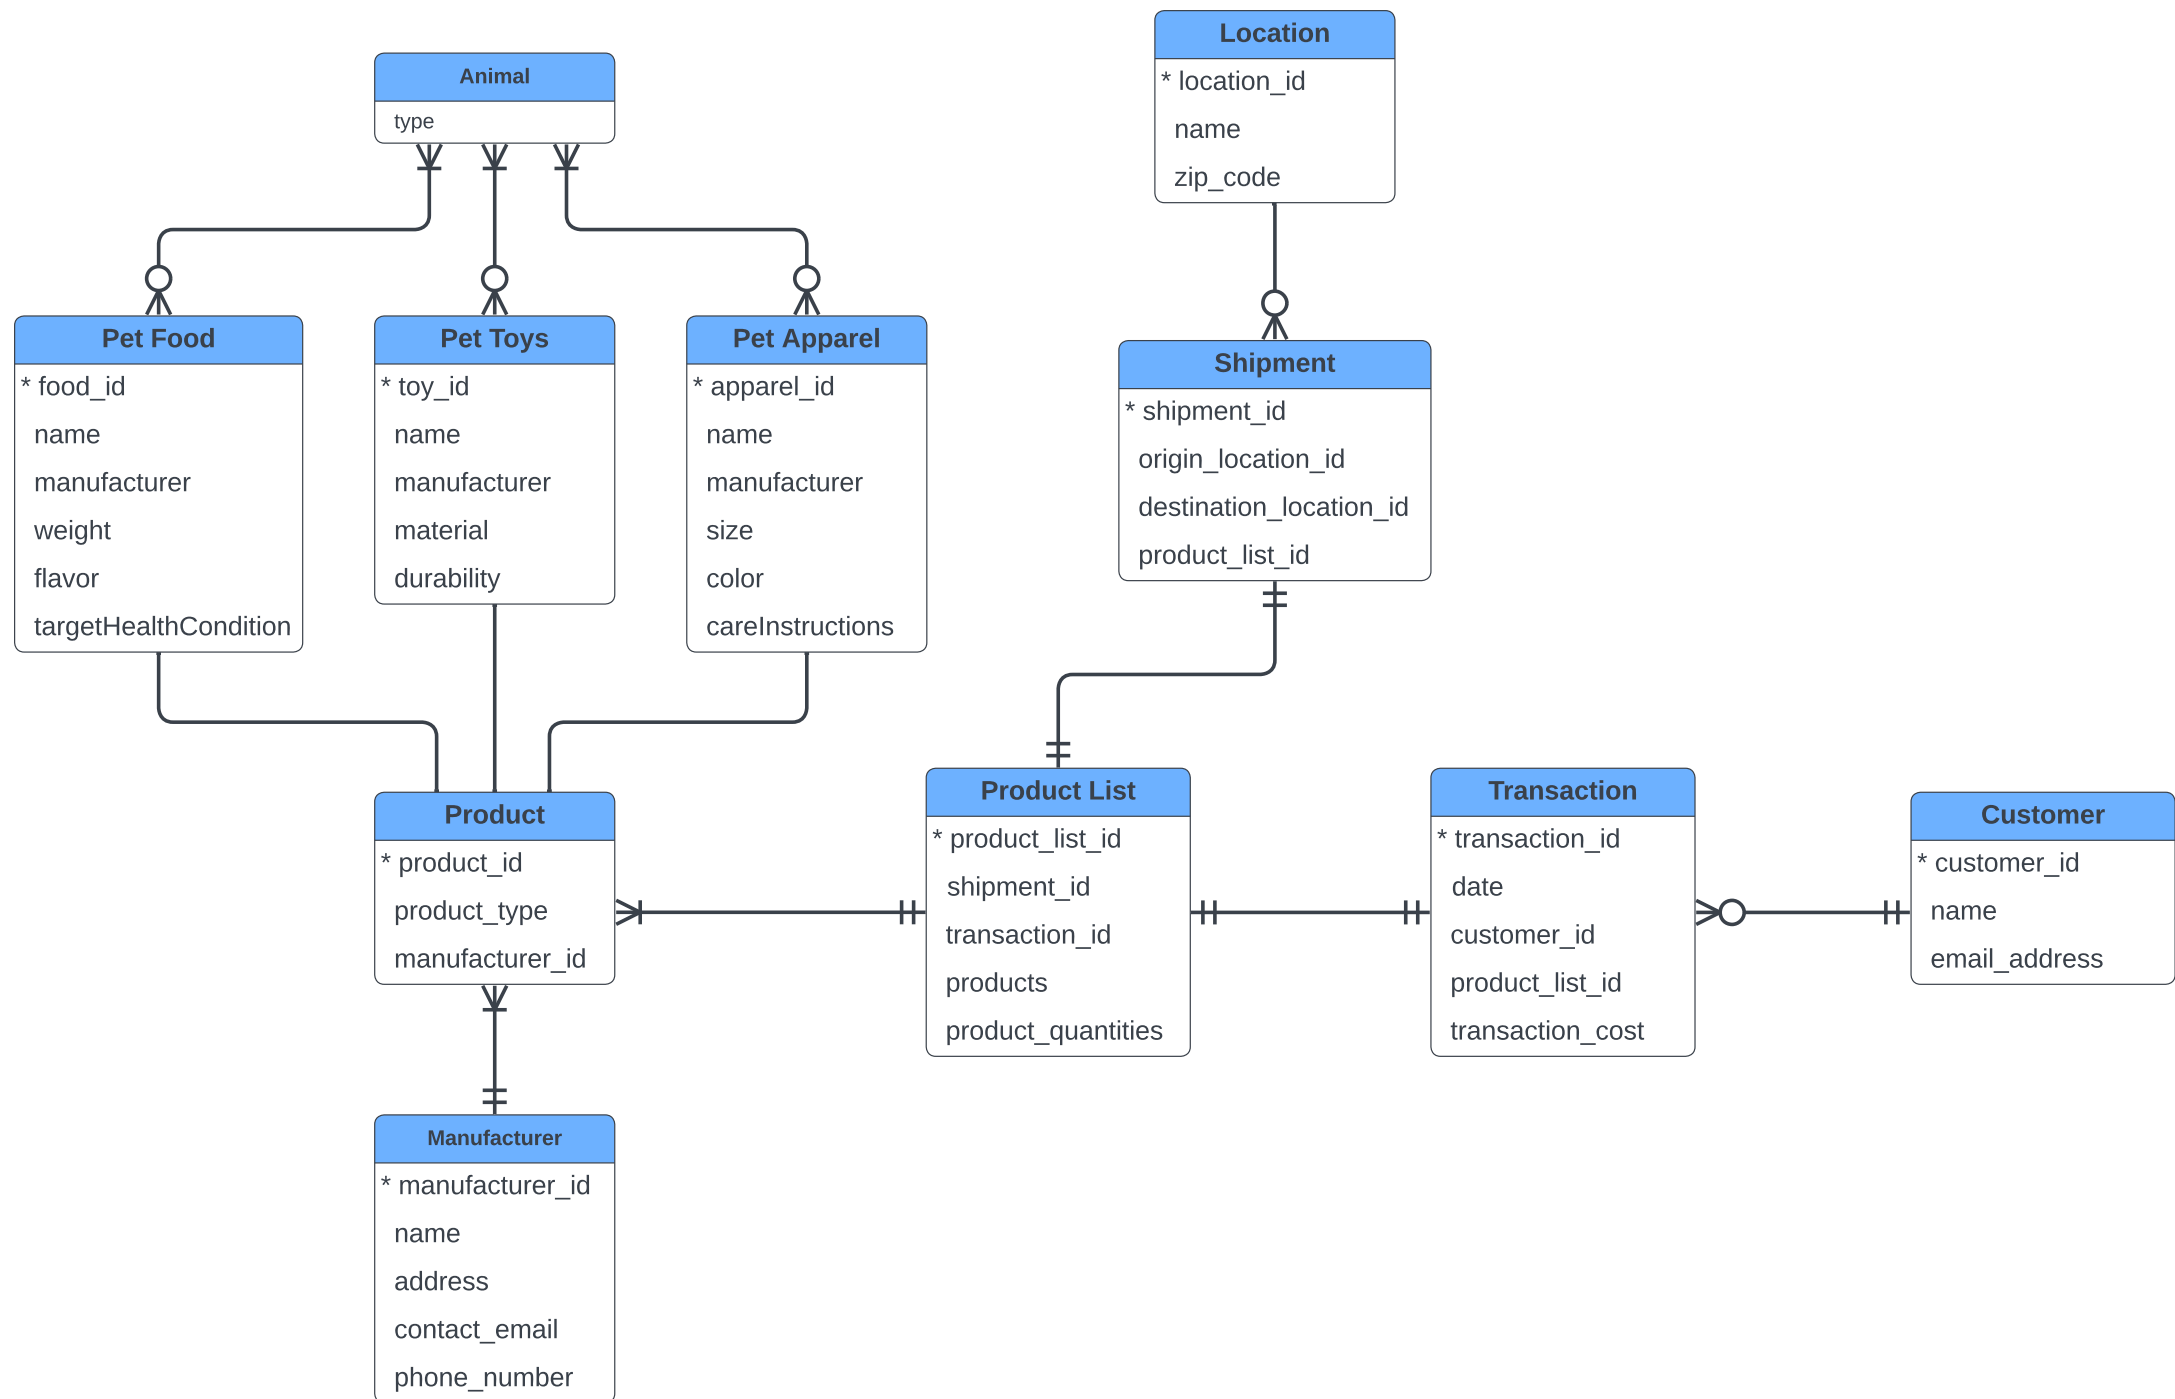 Animal
type
Location
* location_id
name
zip_code
Pet Food
* food_id
name
manufacturer
weight
flavor
targetHealthCondition
Pet Toys
* toy_id
name
manufacturer
material
durability
Pet Apparel
* apparel_id
name
manufacturer
size
color
careInstructions
Shipment
* shipment_id
origin_location_id
destination_location_id
product_list_id
Product
* product_id
product_type
manufacturer_id
Product List
* product_list_id
shipment_id
transaction_id
products
product_quantities
Transaction
* transaction_id
date
customer_id
product_list_id
transaction_cost
Customer
* customer_id
name
email_address
Manufacturer
* manufacturer_id
name
address
contact_email
phone_number